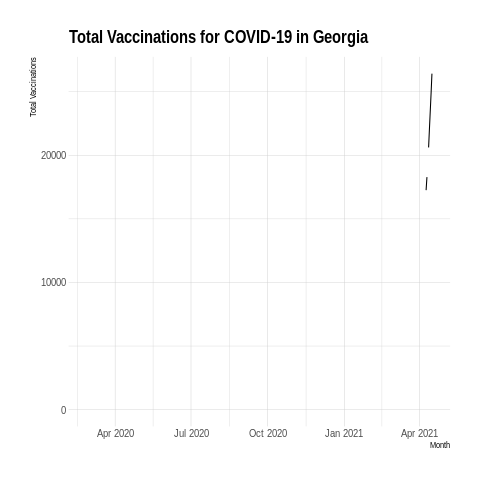 Total Vaccinations for COVID-19 in Georgia
Total Vaccinations
20000
10000
0
Apr 2020 Jul 2020 Oct 2020 Jan 2021 Apr 2021
Month